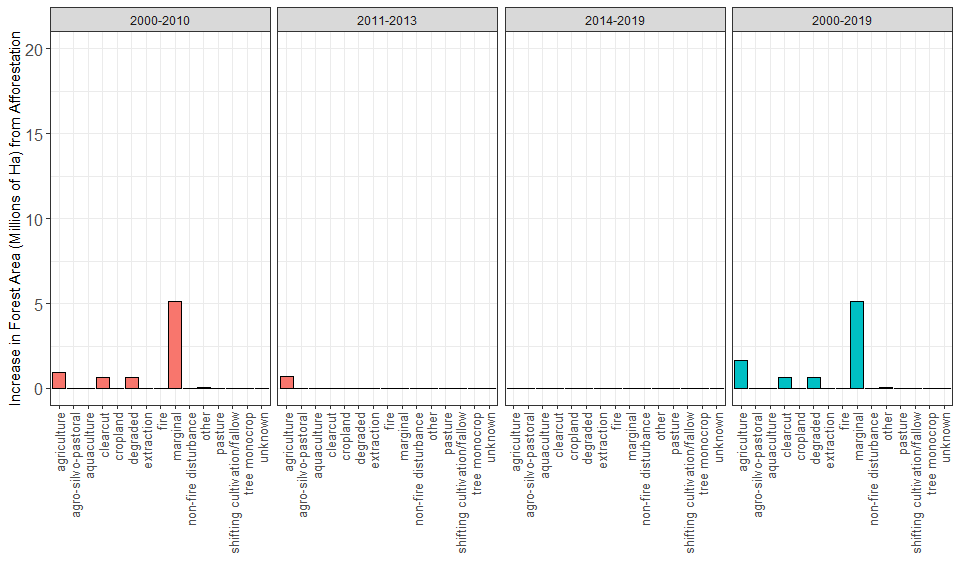 2000-2010
2011-2013
2014-2019
2000-2019
Increase in Forest Area (Millions of Ha) from Afforestation
20
15
10
5
0
agriculture
agro-silvo-pastoral
aquaculture
clearcut
cropland
degraded
extraction
fire
marginal
non-fire disturbance
other
pasture
shifting cultivation/fallow
tree monocrop
unknown
agriculture
agro-silvo-pastoral
aquaculture
clearcut
cropland
degraded
extraction
fire
marginal
non-fire disturbance
other
pasture
shifting cultivation/fallow
tree monocrop
unknown
agriculture
agro-silvo-pastoral
aquaculture
clearcut
cropland
degraded
extraction
fire
marginal
non-fire disturbance
other
pasture
shifting cultivation/fallow
tree monocrop
unknown
agriculture
agro-silvo-pastoral
aquaculture
clearcut
cropland
degraded
extraction
fire
marginal
non-fire disturbance
other
pasture
shifting cultivation/fallow
tree monocrop
unknown